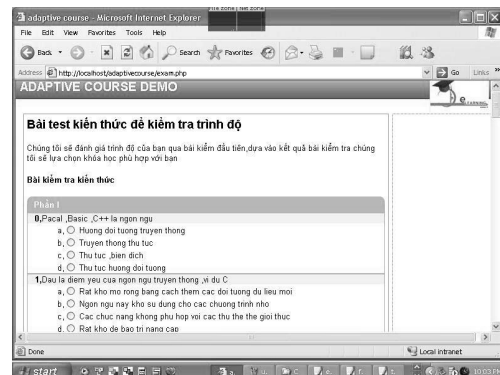 File zone | Net zone
adaptive course - Microsoft Internet Explorer
File Edit View Favorites Tools Help
Back Search Favorites
Address http://localhost/adaptivecourse/exam.php Go Links »
ADAPTIVE COURSE DEMO
Bài test kiến thức để kiểm tra trình độ
Chúng tôi sẽ đánh giá trình độ của bạn qua bài kiểm đầu tiên,dựa vào kết quả bài kiểm tra chúng
tôi sẽ lựa chọn khóa học phù hợp với bạn
Bài kiểm tra kiến thức
Phần I
0,Pacal ,Basic ,C++ la ngon ngu
a, Huong doi tuong truyen thong
b, Truyen thong thu tuc
c, Thu tuc ,bien dich
d, Thu tuc huong doi tuong
1,Dau la diem yeu cua ngon ngu truyen thong ,vi du C
a, Rat kho mo rong bang cach them cac doi tuong du lieu moi
b, Ngon ngu nay kho su dung cho cac chuong trinh nho
c, Cac chuc nang khong phu hop voi cac thu the the gioi thuc
d, Rat kho de bao tri nang cap
Done Local intranet
start 10:03 PM